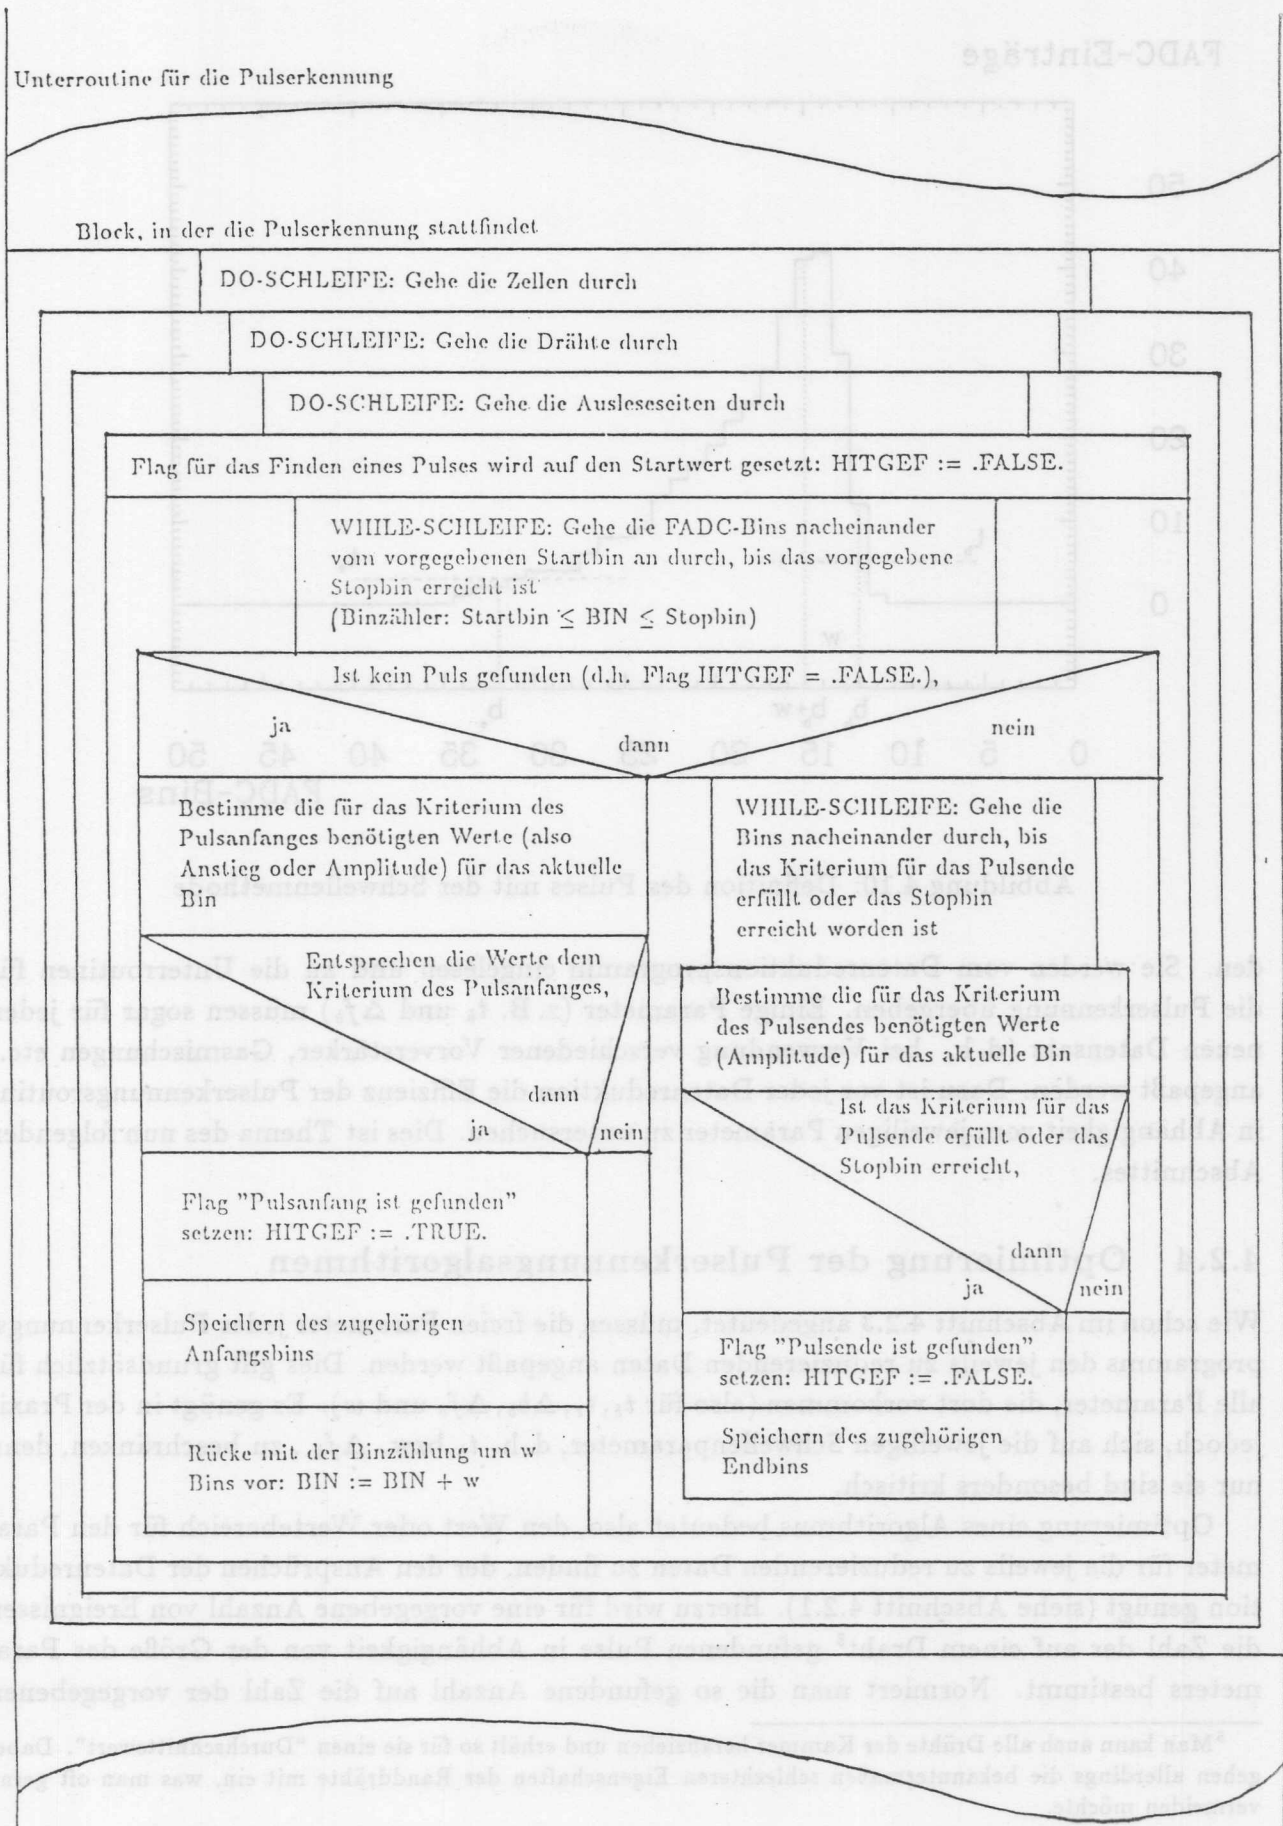 Unterroutine für die Pulserkennung
Block, in der die Pulserkennung stattfindet
DO-SCHLEIFE: Gehe die Zellen durch
DO-SCHLEIFE: Gehe die Drähte durch
DO-SCHLEIFE: Gehe die Ausleseseiten durch
Flag für das Finden eines Pulses wird auf den Startwert gesetzt: HITGEF := .FALSE.
WHILE-SCHLEIFE: Gehe die FADC-Bins nacheinander
vom vorgegebenen Startbin an durch, bis das vorgegebene
Stopbin erreicht ist
(Binzähler: Startbin ≤ BIN ≤ Stopbin)
Ist kein Puls gefunden (d.h. Flag HITGEF = .FALSE.),
ja
dann
nein
Bestimme die für das Kriterium des
Pulsanfanges benötigten Werte (also
Anstieg oder Amplitude) für das aktuelle
Bin
Entsprechen die Werte dem
Kriterium des Pulsanfanges,
dann
ja
nein
Flag "Pulsanfang ist gefunden"
setzen: HITGEF := .TRUE.
Speichern des zugehörigen
Anfangsbins
Rücke mit der Binzählung um w
Bins vor: BIN := BIN + w
WHILE-SCHLEIFE: Gehe die
Bins nacheinander durch, bis
das Kriterium für das Pulsende
erfüllt oder das Stopbin
erreicht worden ist
Bestimme die für das Kriterium
des Pulsendes benötigten Werte
(Amplitude) für das aktuelle Bin
Ist das Kriterium für das
Pulsende erfüllt oder das
Stopbin erreicht,
dann
ja
nein
Flag "Pulsende ist gefunden"
setzen: HITGEF := .FALSE.
Speichern des zugehörigen
Endbins